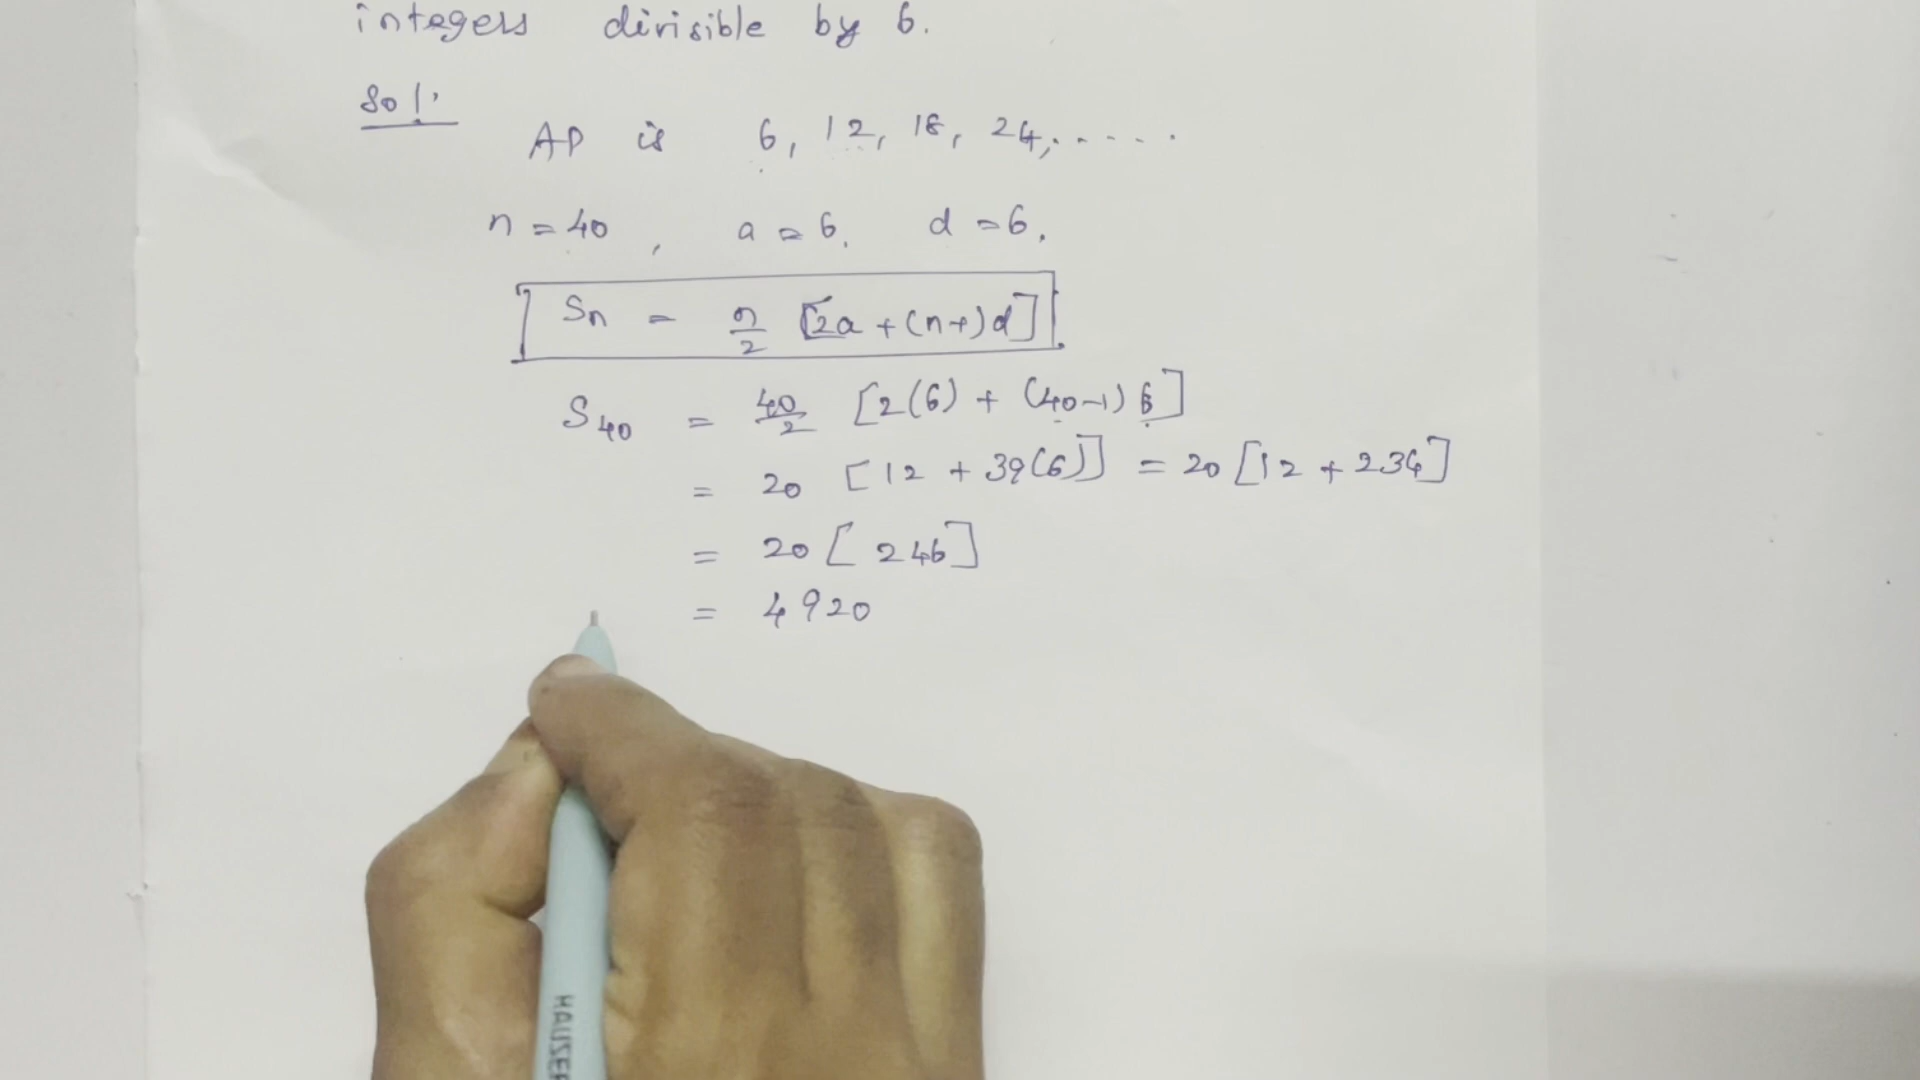 integers divisible by 6.
Sol:
AP is 6, 12, 18, 24, .....
n = 40, a = 6, d = 6.
Sn = n/2 [2a + (n-1)d]
S40 = 40/2 [2(6) + (40-1) 6]
= 20 [12 + 39(6)] = 20 [12 + 234]
= 20 [246]
= 4920
HAUSER